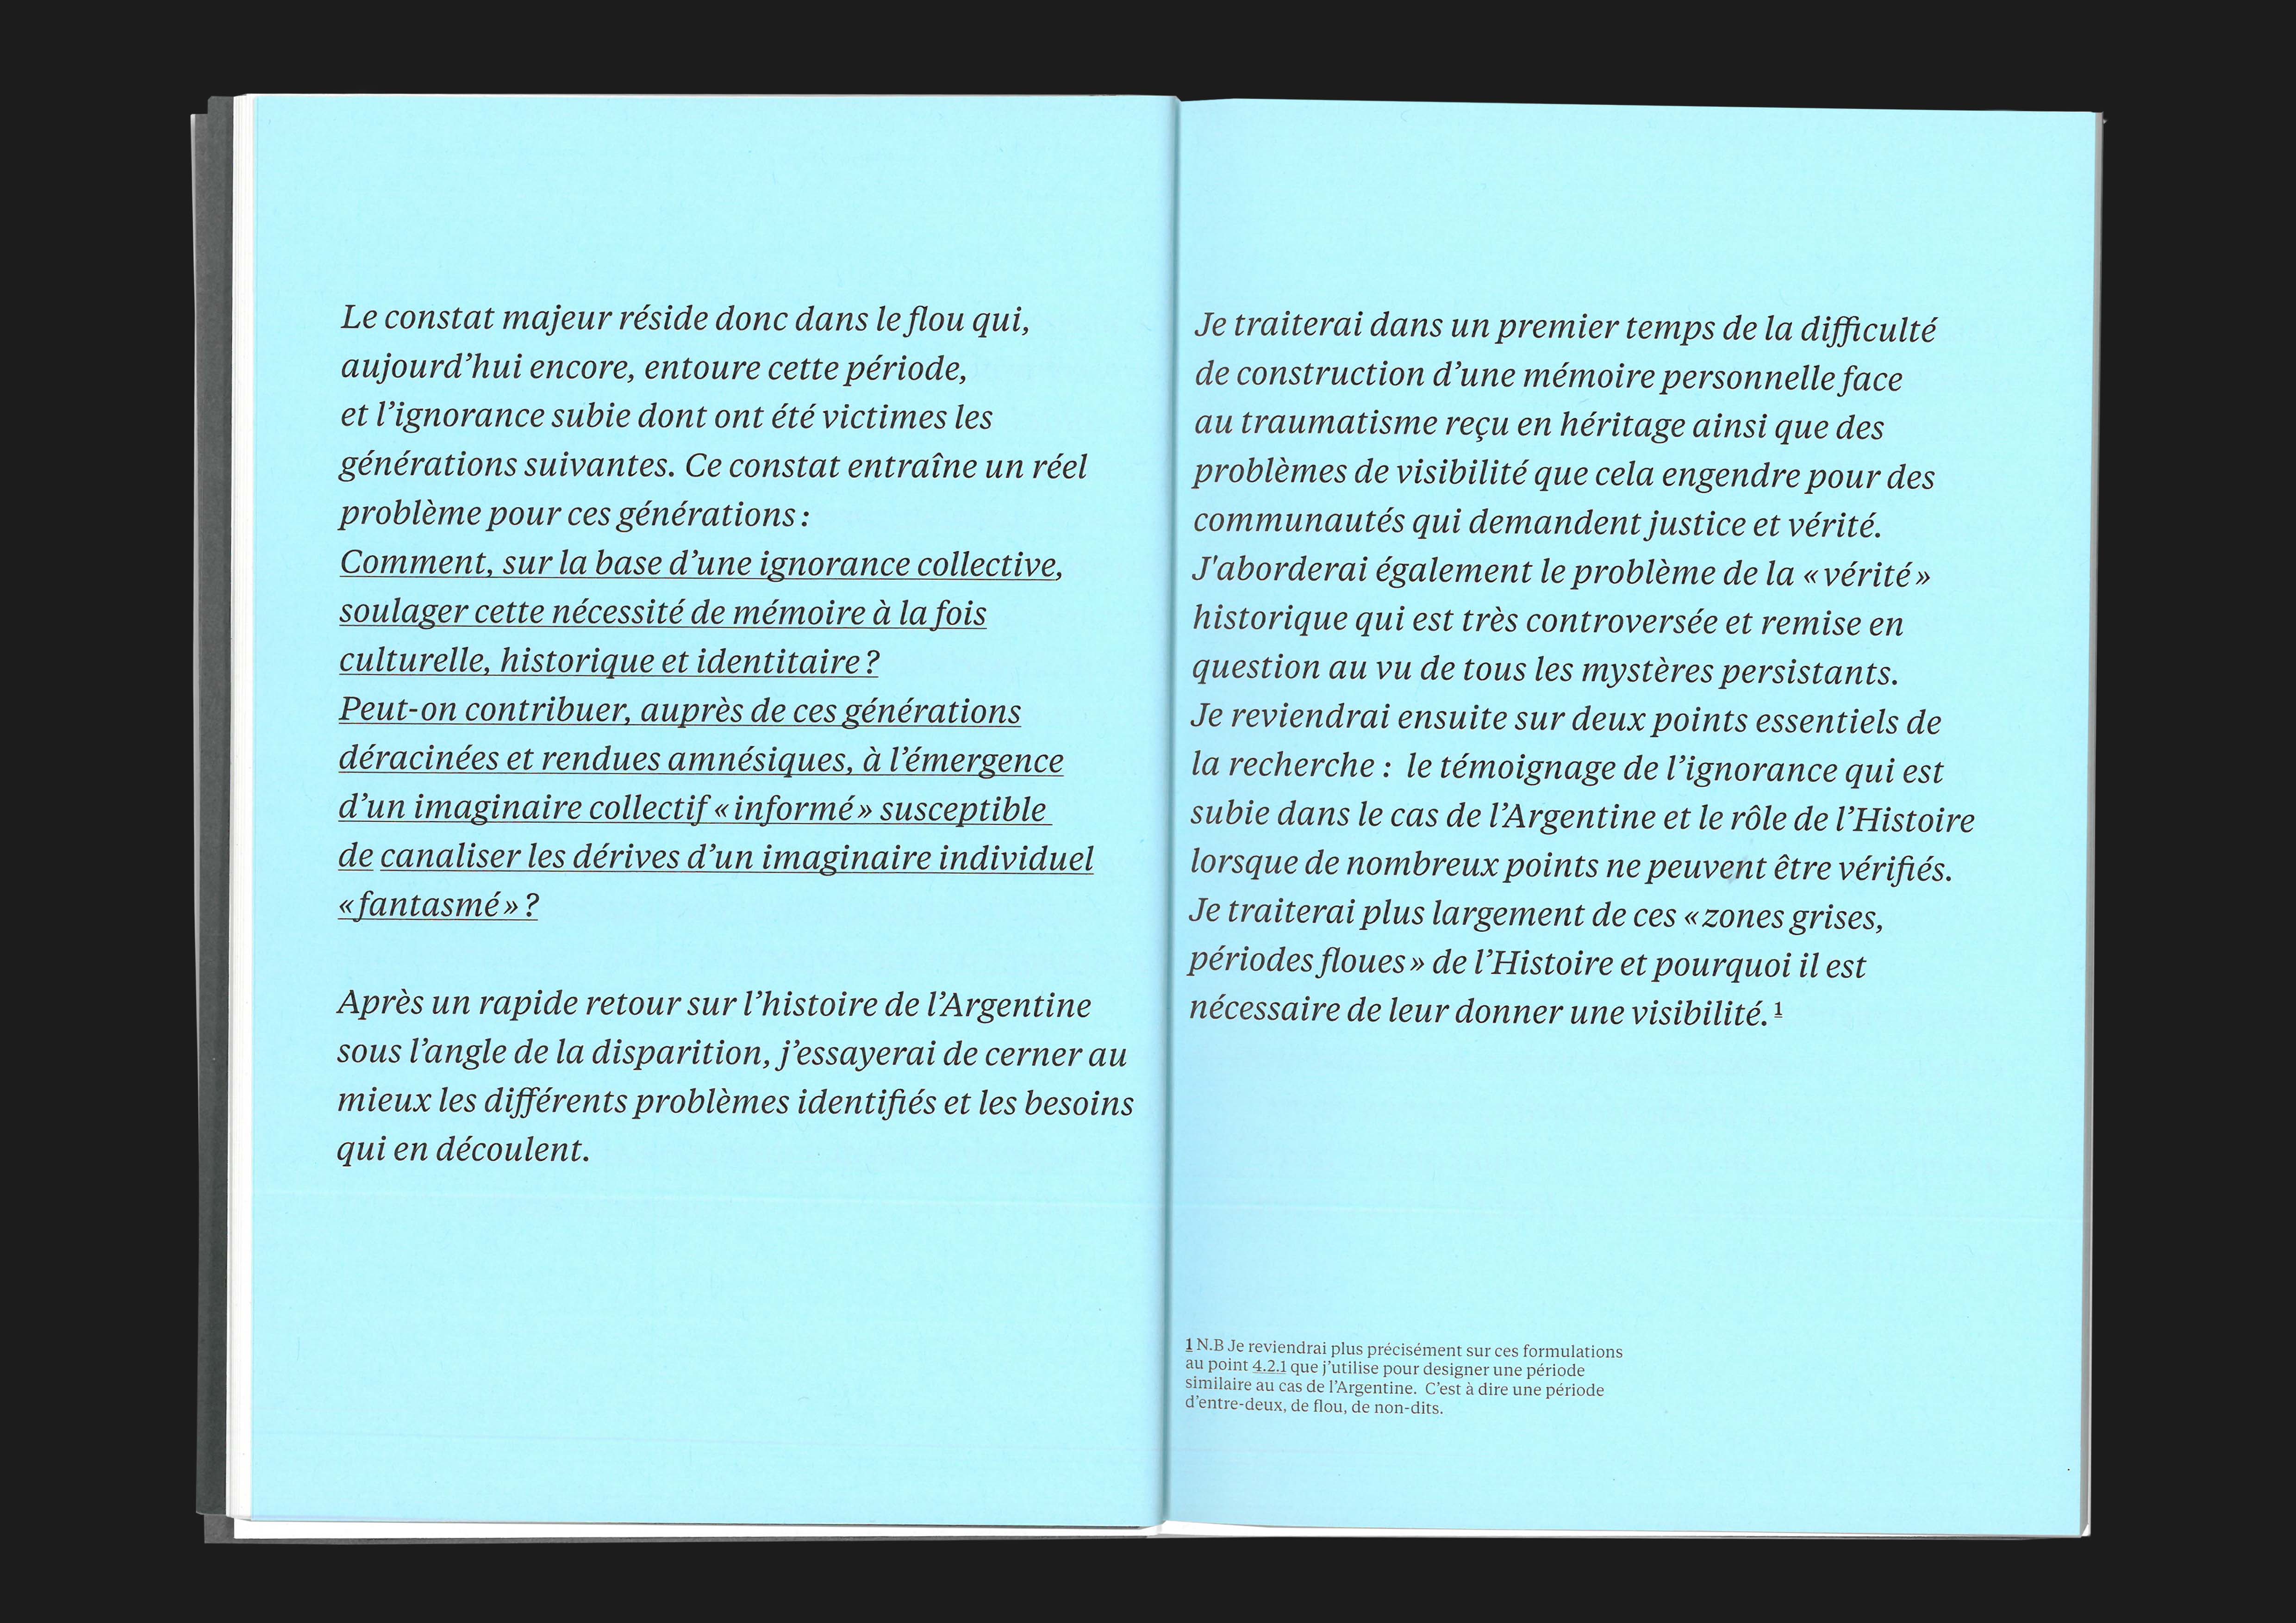 Le constat majeur réside donc dans le flou qui,
aujourd’hui encore, entoure cette période,
et l’ignorance subie dont ont été victimes les
générations suivantes. Ce constat entraîne un réel
problème pour ces générations :
Comment, sur la base d’une ignorance collective,
soulager cette nécessité de mémoire à la fois
culturelle, historique et identitaire ?
Peut-on contribuer, auprès de ces générations
déracinées et rendues amnésiques, à l’émergence
d’un imaginaire collectif « informé » susceptible
de canaliser les dérives d’un imaginaire individuel
« fantasmé » ?
Après un rapide retour sur l’histoire de l’Argentine
sous l’angle de la disparition, j’essayerai de cerner au
mieux les différents problèmes identifiés et les besoins
qui en découlent.
Je traiterai dans un premier temps de la difficulté
de construction d’une mémoire personnelle face
au traumatisme reçu en héritage ainsi que des
problèmes de visibilité que cela engendre pour des
communautés qui demandent justice et vérité.
J'aborderai également le problème de la « vérité »
historique qui est très controversée et remise en
question au vu de tous les mystères persistants.
Je reviendrai ensuite sur deux points essentiels de
la recherche : le témoignage de l’ignorance qui est
subie dans le cas de l’Argentine et le rôle de l’Histoire
lorsque de nombreux points ne peuvent être vérifiés.
Je traiterai plus largement de ces « zones grises,
périodes floues » de l’Histoire et pourquoi il est
nécessaire de leur donner une visibilité. 1
1 N.B Je reviendrai plus précisément sur ces formulations
au point 4.2.1 que j’utilise pour designer une période
similaire au cas de l’Argentine. C’est à dire une période
d’entre-deux, de flou, de non-dits.